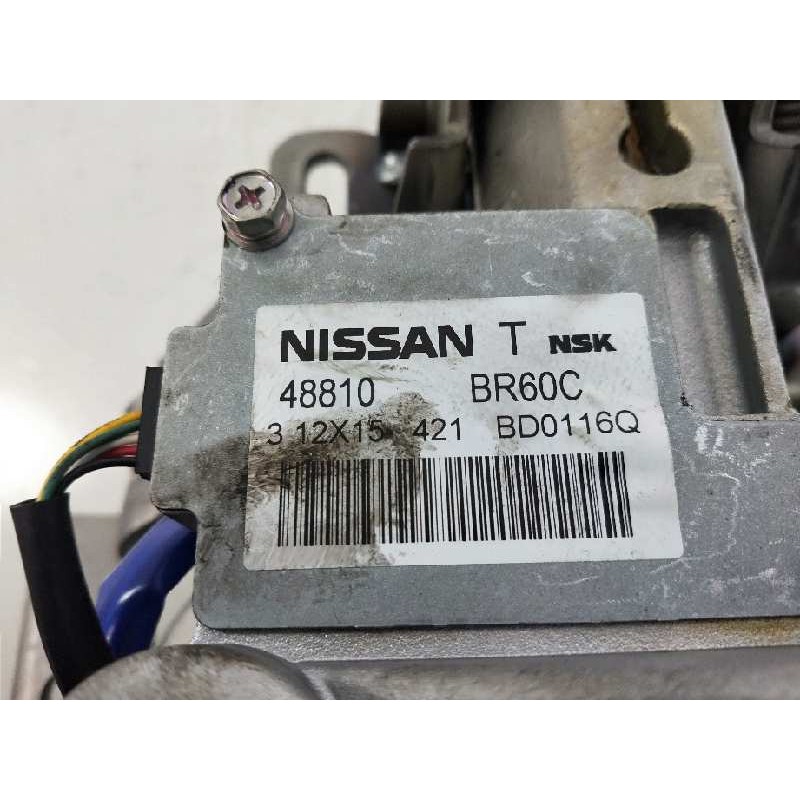 NISSAN T NSK
48810 BR60C
3 12X15 421 BD0116Q